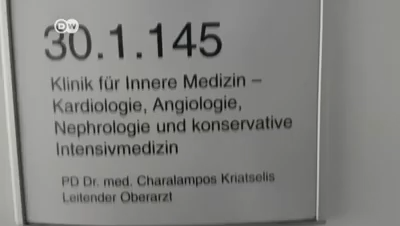 DW
30.1.145
Klinik für Innere Medizin –
Kardiologie, Angiologie,
Nephrologie und konservative
Intensivmedizin
PD Dr. med. Charalampos Kriatselis
Leitender Oberarzt